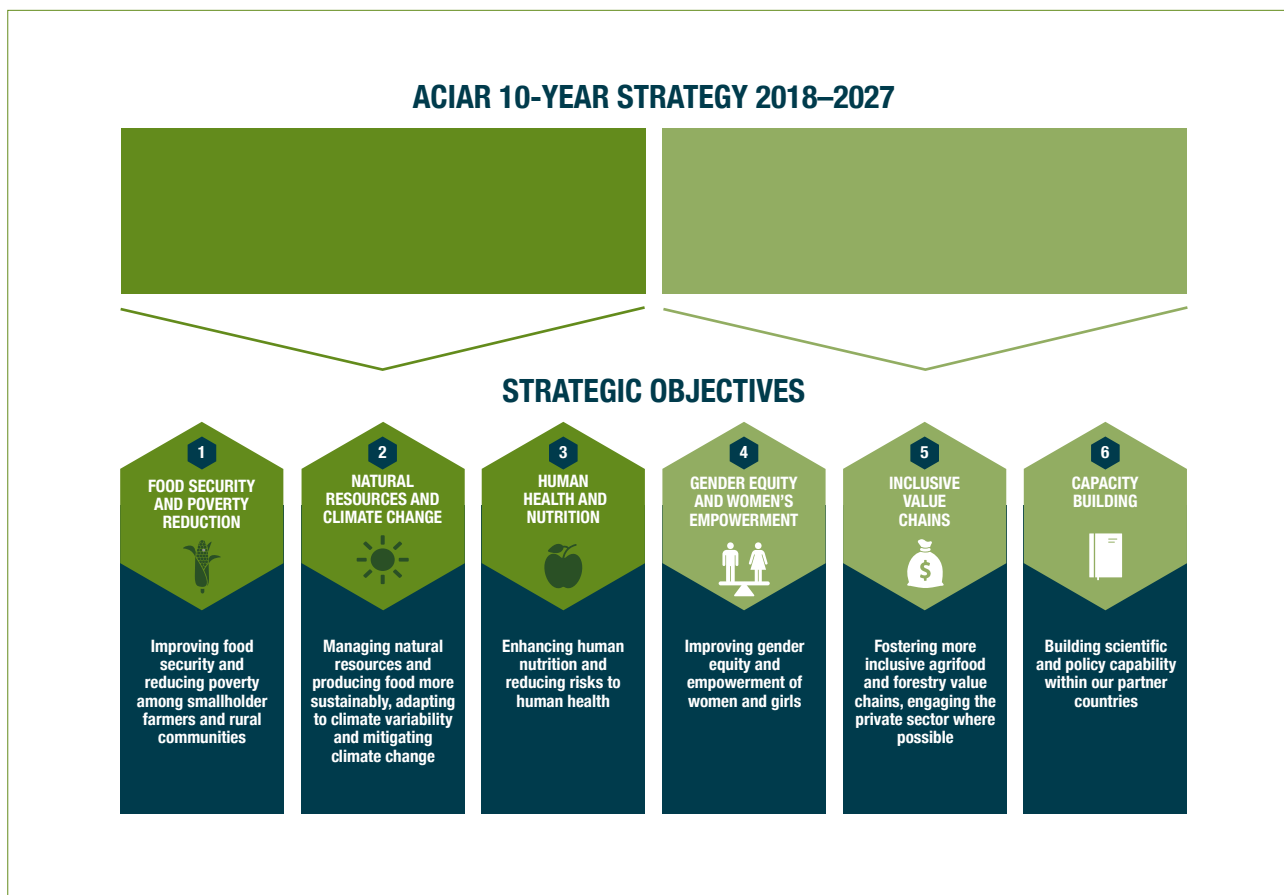 ACIAR 10-YEAR STRATEGY 2018–2027
STRATEGIC OBJECTIVES
1
FOOD SECURITY
AND POVERTY
REDUCTION
Improving food
security and
reducing poverty
among smallholder
farmers and rural
communities
2
NATURAL
RESOURCES AND
CLIMATE CHANGE
Managing natural
resources and
producing food more
sustainably, adapting
to climate variability
and mitigating
climate change
3
HUMAN
HEALTH AND
NUTRITION
Enhancing human
nutrition and
reducing risks to
human health
4
GENDER EQUITY
AND WOMEN'S
EMPOWERMENT
Improving gender
equity and
empowerment of
women and girls
5
INCLUSIVE
VALUE
CHAINS
$
Fostering more
inclusive agrifood
and forestry value
chains, engaging the
private sector where
possible
6
CAPACITY
BUILDING
Building scientific
and policy capability
within our partner
countries